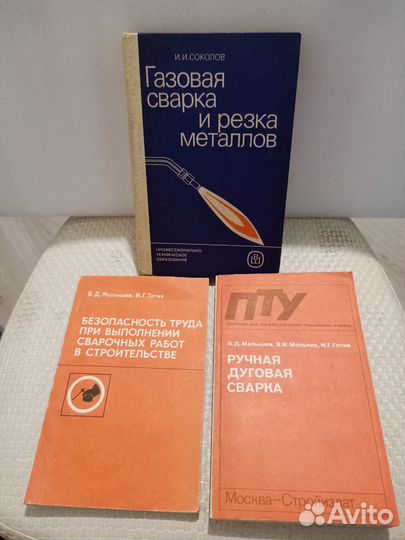 И.И.СОКОЛОВ
Газовая
сварка
и резка
металлов
ПРОФЕССИОНАЛЬНО-
ТЕХНИЧЕСКОЕ
ОБРАЗОВАНИЕ
В.Д.Малышев, И.Г.Гетия
БЕЗОПАСНОСТЬ ТРУДА
ПРИ ВЫПОЛНЕНИИ
СВАРОЧНЫХ РАБОТ
В СТРОИТЕЛЬСТВЕ
ПТУ
Б.Д.Малышев, В.И.Мельник, И.Г.Гетия
РУЧНАЯ
ДУГОВАЯ
СВАРКА
Москва-Стройиздат
Avito